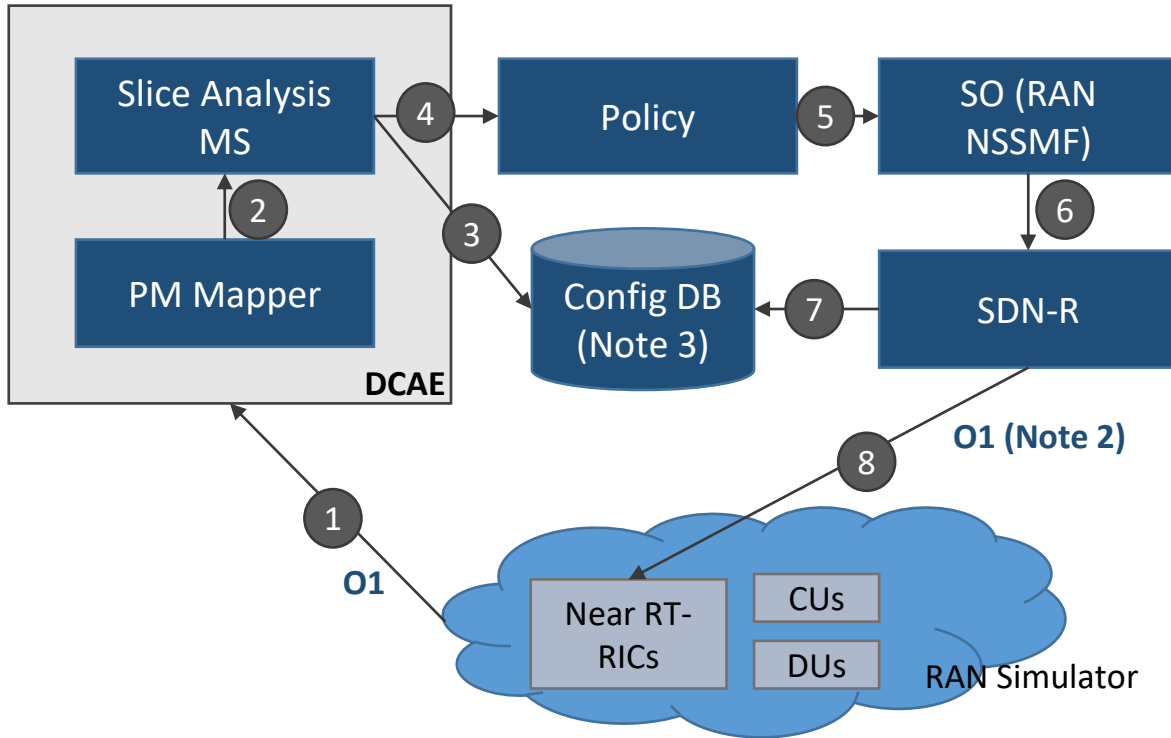 Slice Analysis
MS
4
Policy
5
SO (RAN
NSSMF)
2
3
6
PM Mapper
Config DB
(Note 3)
7
SDN-R
DCAE
O1 (Note 2)
8
1
O1
Near RT-
RICs
CUs
DUs
RAN Simulator